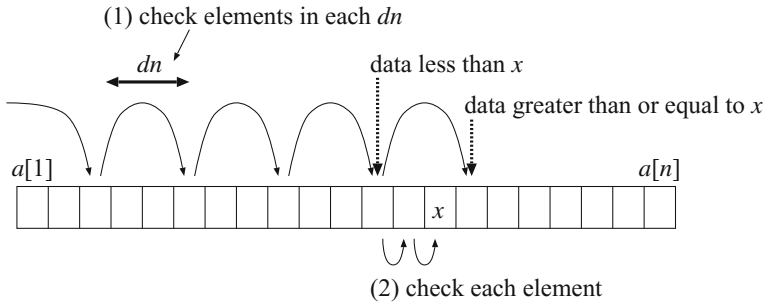 (1) check elements in each dn
dn
data less than x
data greater than or equal to x
a[1]
a[n]
x
(2) check each element